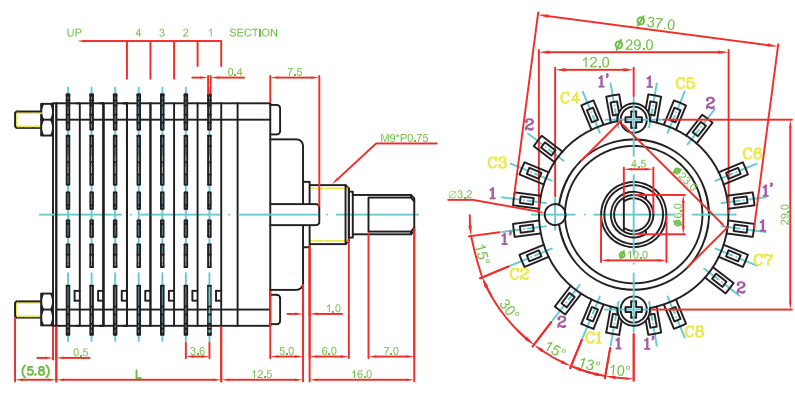 UP 4 3 2 1 SECTION
0.4
7.5
M9*P0.75
1.0
0.5
3.6
5.0
6.0
7.0
(5.8)
L
12.5
16.0
ø37.0
ø29.0
12.0
1' 1 C5
C4
2
2
C3
C6
4.5
ø23.0
∅3.2
1
1'
ø6.0
29.0
1'
1
15°
ø10.0
C2
C7
30°
2
2
C1 1 1' C8
15°
13°
10°